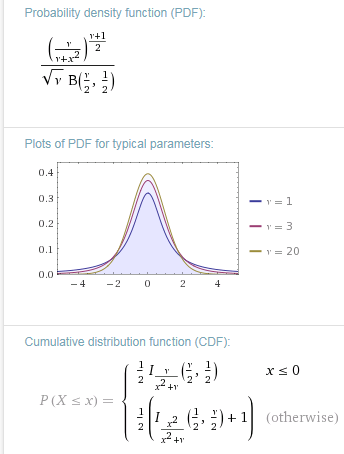 Probability density function (PDF):
(ν/(ν+x²))^((ν+1)/2)
/
(√ν B(ν/2, 1/2))
Plots of PDF for typical parameters:
0.4
0.3
0.2
0.1
0.0
-4 -2 0 2 4
ν = 1
ν = 3
ν = 20
Cumulative distribution function (CDF):
P(X ≤ x) = {
1/2 I_(ν/(x²+ν)) (ν/2, 1/2) x ≤ 0
1/2 (I_(x²/(x²+ν)) (ν/2, 1/2) + 1) (otherwise)